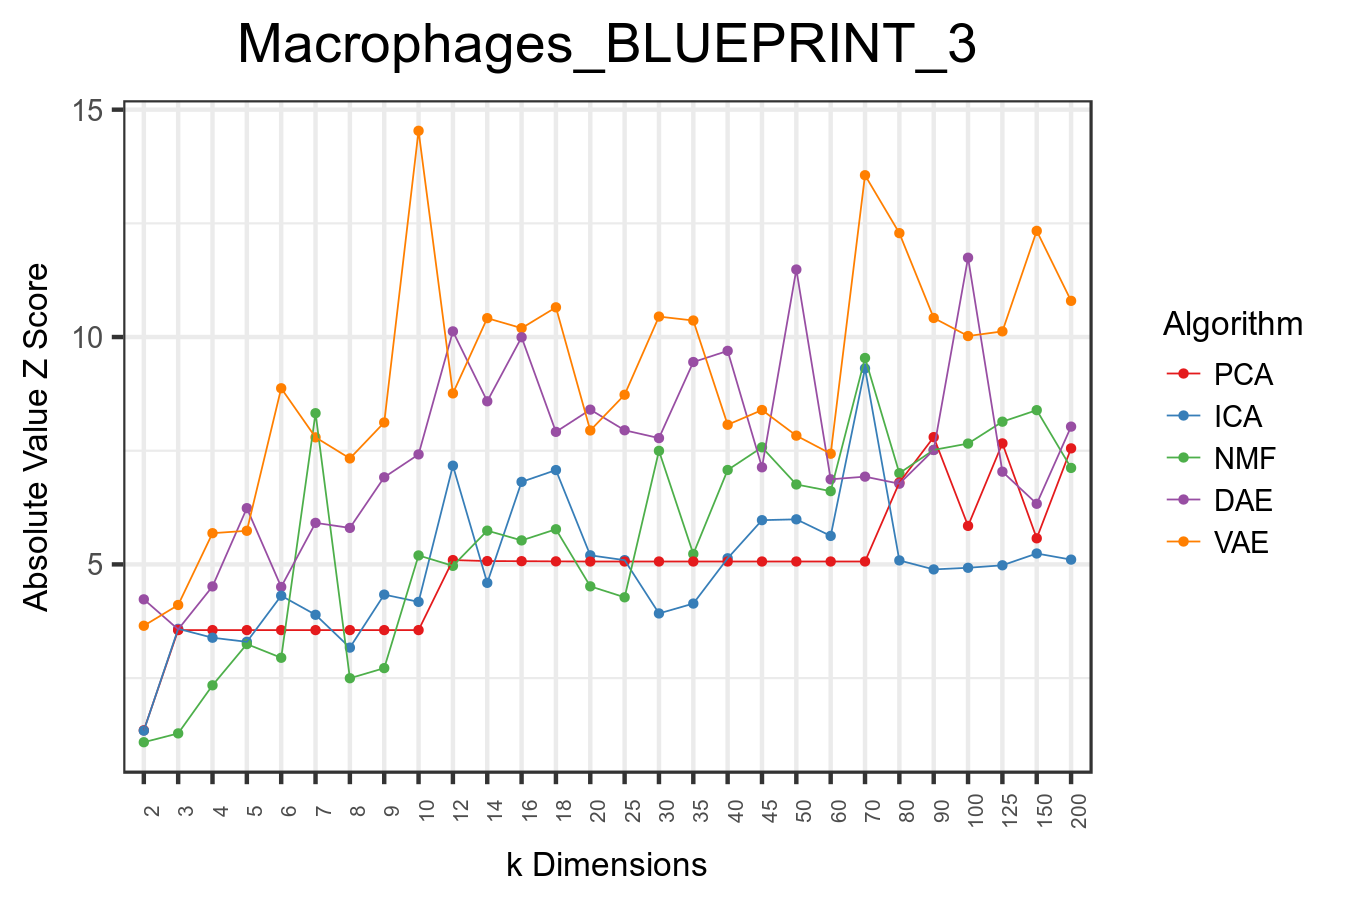 Macrophages_BLUEPRINT_3
Absolute Value Z Score
15
10
5
2 3 4 5 6 7 8 9 10 12 14 16 18 20 25 30 35 40 45 50 60 70 80 90 100 125 150 200
k Dimensions
Algorithm
PCA
ICA
NMF
DAE
VAE